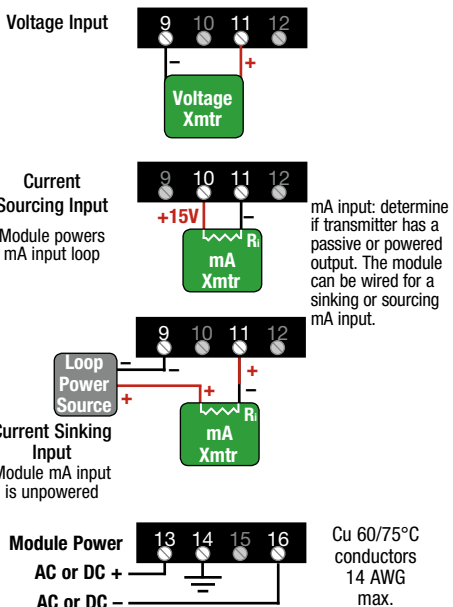 Voltage Input
9 10 11 12
– +
Voltage
Xmtr
Current
Sourcing Input
Module powers
mA input loop
9 10 11 12
+15V –
Ri
mA
Xmtr
mA input: determine
if transmitter has a
passive or powered
output. The module
can be wired for a
sinking or sourcing
mA input.
9 10 11 12
Loop
Power
Source
– –
+ + + –
Ri
mA
Xmtr
Current Sinking
Input
Module mA input
is unpowered
Module Power
13 14 15 16
AC or DC +
AC or DC –
Cu 60/75°C
conductors
14 AWG
max.